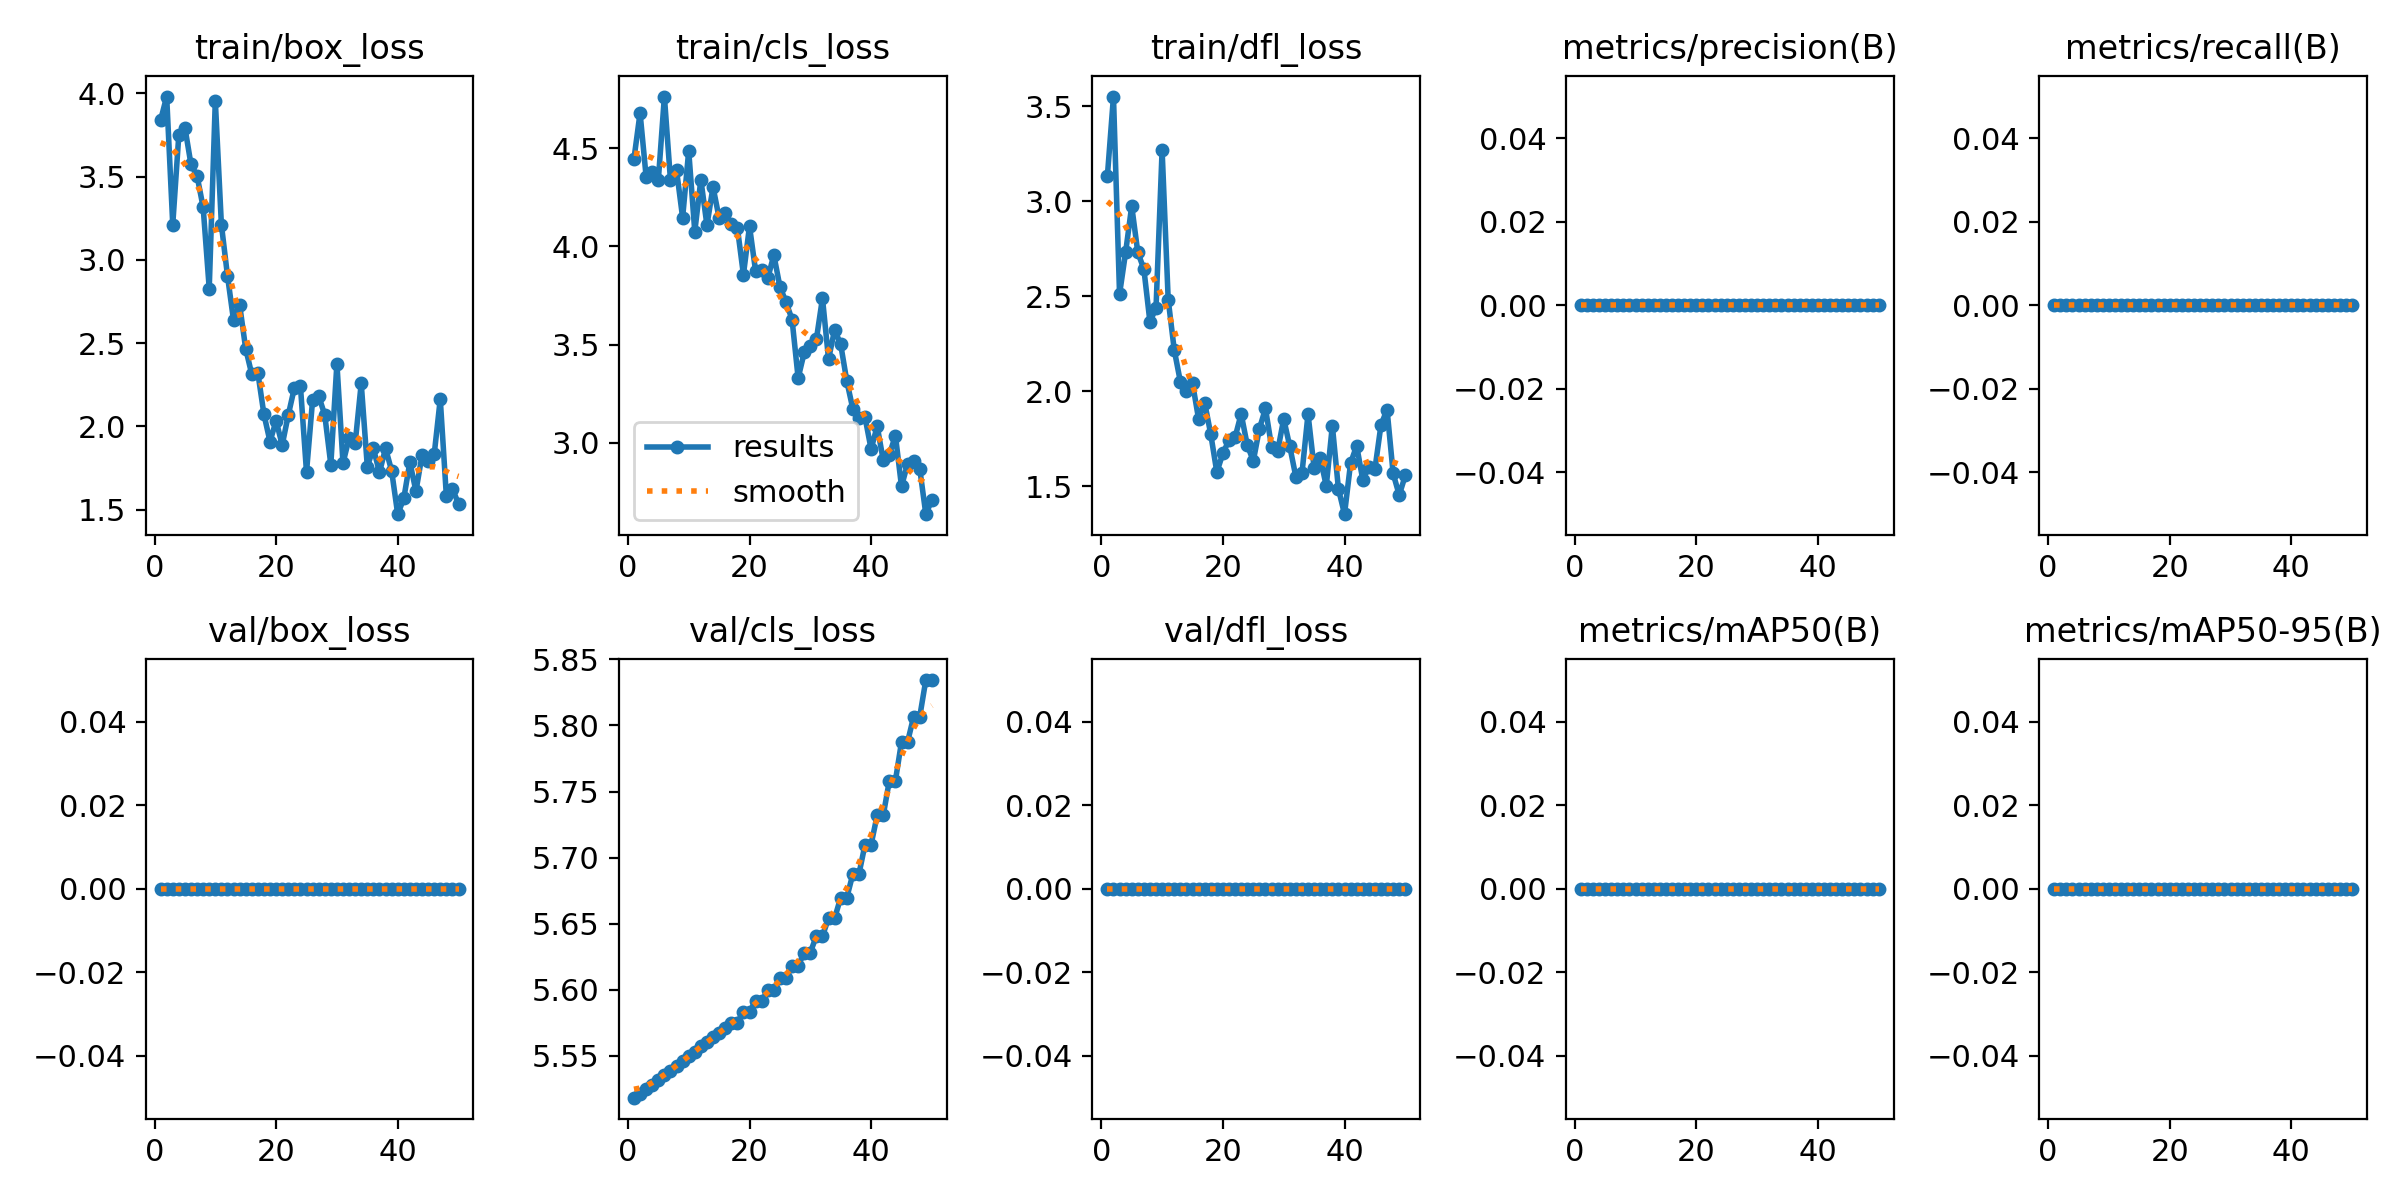 train/box_loss
train/cls_loss
train/dfl_loss
metrics/precision(B)
metrics/recall(B)
4.0
3.5
3.0
2.5
2.0
1.5
0 20 40
4.5
4.0
3.5
3.0
results
smooth
0 20 40
3.5
3.0
2.5
2.0
1.5
0 20 40
0.04
0.02
0.00
−0.02
−0.04
0 20 40
0.04
0.02
0.00
−0.02
−0.04
0 20 40
val/box_loss
val/cls_loss
val/dfl_loss
metrics/mAP50(B)
metrics/mAP50-95(B)
0.04
0.02
0.00
−0.02
−0.04
0 20 40
5.85
5.80
5.75
5.70
5.65
5.60
5.55
0 20 40
0.04
0.02
0.00
−0.02
−0.04
0 20 40
0.04
0.02
0.00
−0.02
−0.04
0 20 40
0.04
0.02
0.00
−0.02
−0.04
0 20 40